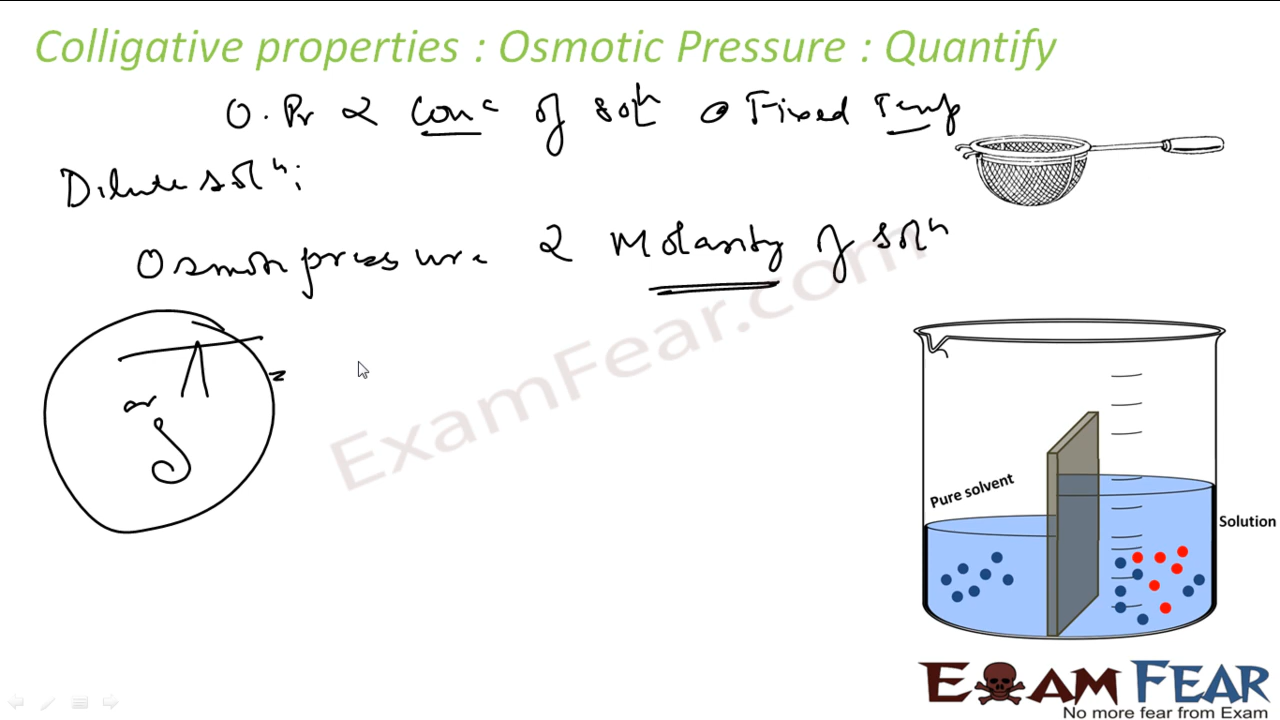 Colligative properties : Osmotic Pressure : Quantify
O. Pr α Conc of solⁿ @ Fixed Temp
Dilute solⁿ:
Osmotic pressure α Molarity of solⁿ
π =
or
ExamFear.com
Pure solvent
Solution
EXAM FEAR
No more fear from Exam